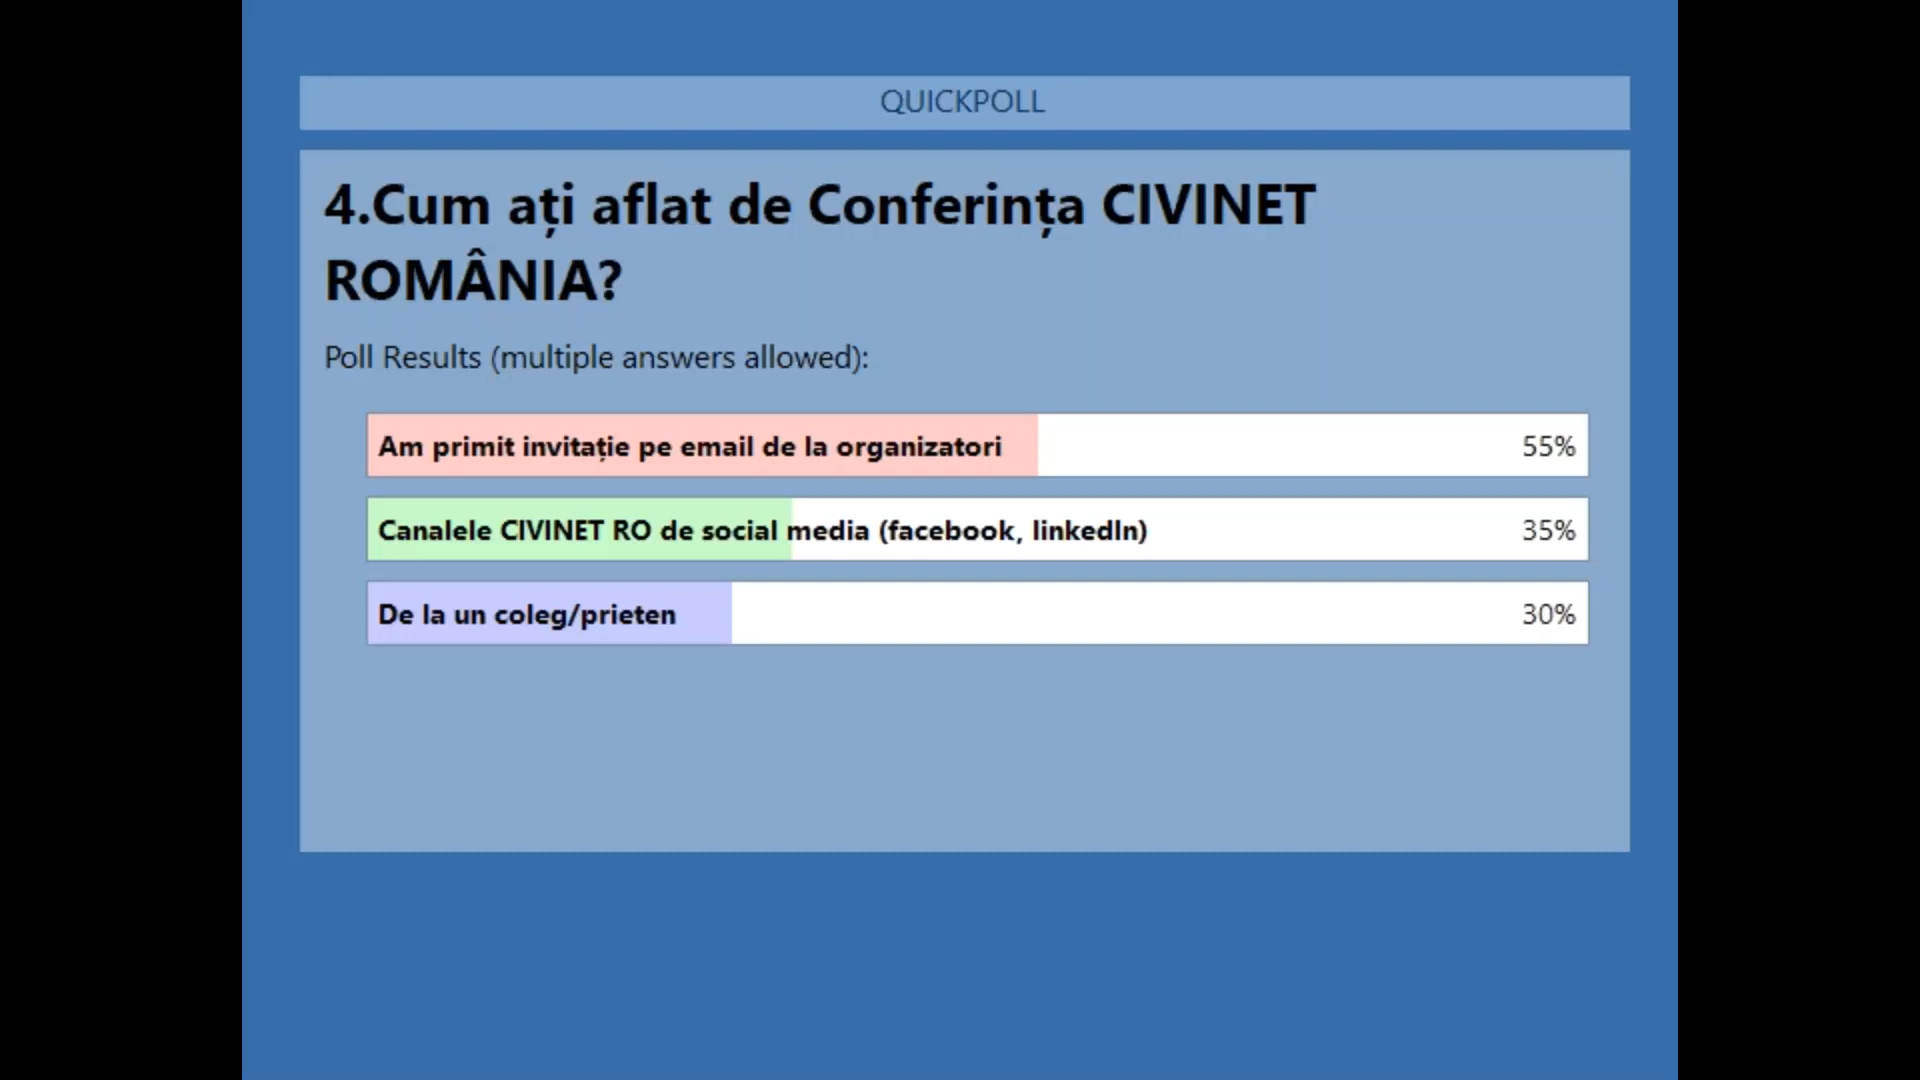 QUICKPOLL
4.Cum ați aflat de Conferința CIVINET
ROMÂNIA?
Poll Results (multiple answers allowed):
Am primit invitație pe email de la organizatori 55%
Canalele CIVINET RO de social media (facebook, linkedln) 35%
De la un coleg/prieten 30%